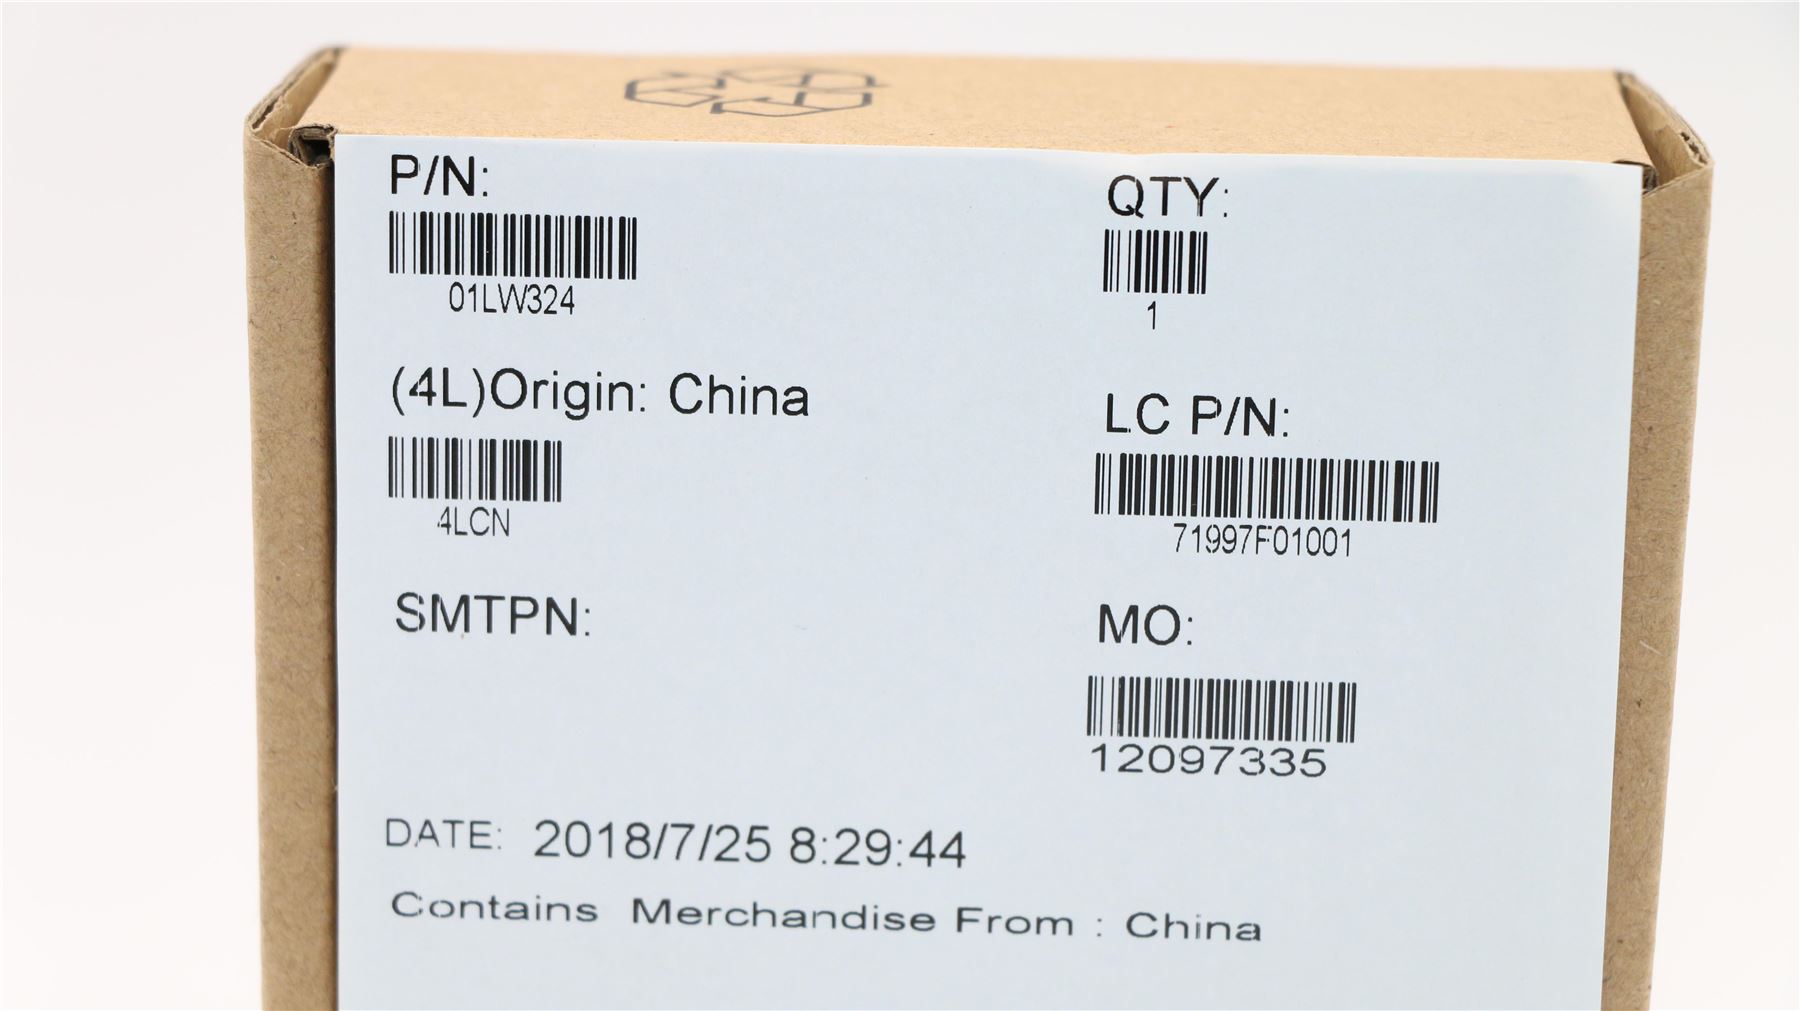 P/N:
01LW324
QTY:
1
(4L)Origin: China
4LCN
LC P/N:
71997F01001
SMTPN:
MO:
12097335
DATE: 2018/7/25 8:29:44
Contains Merchandise From : China